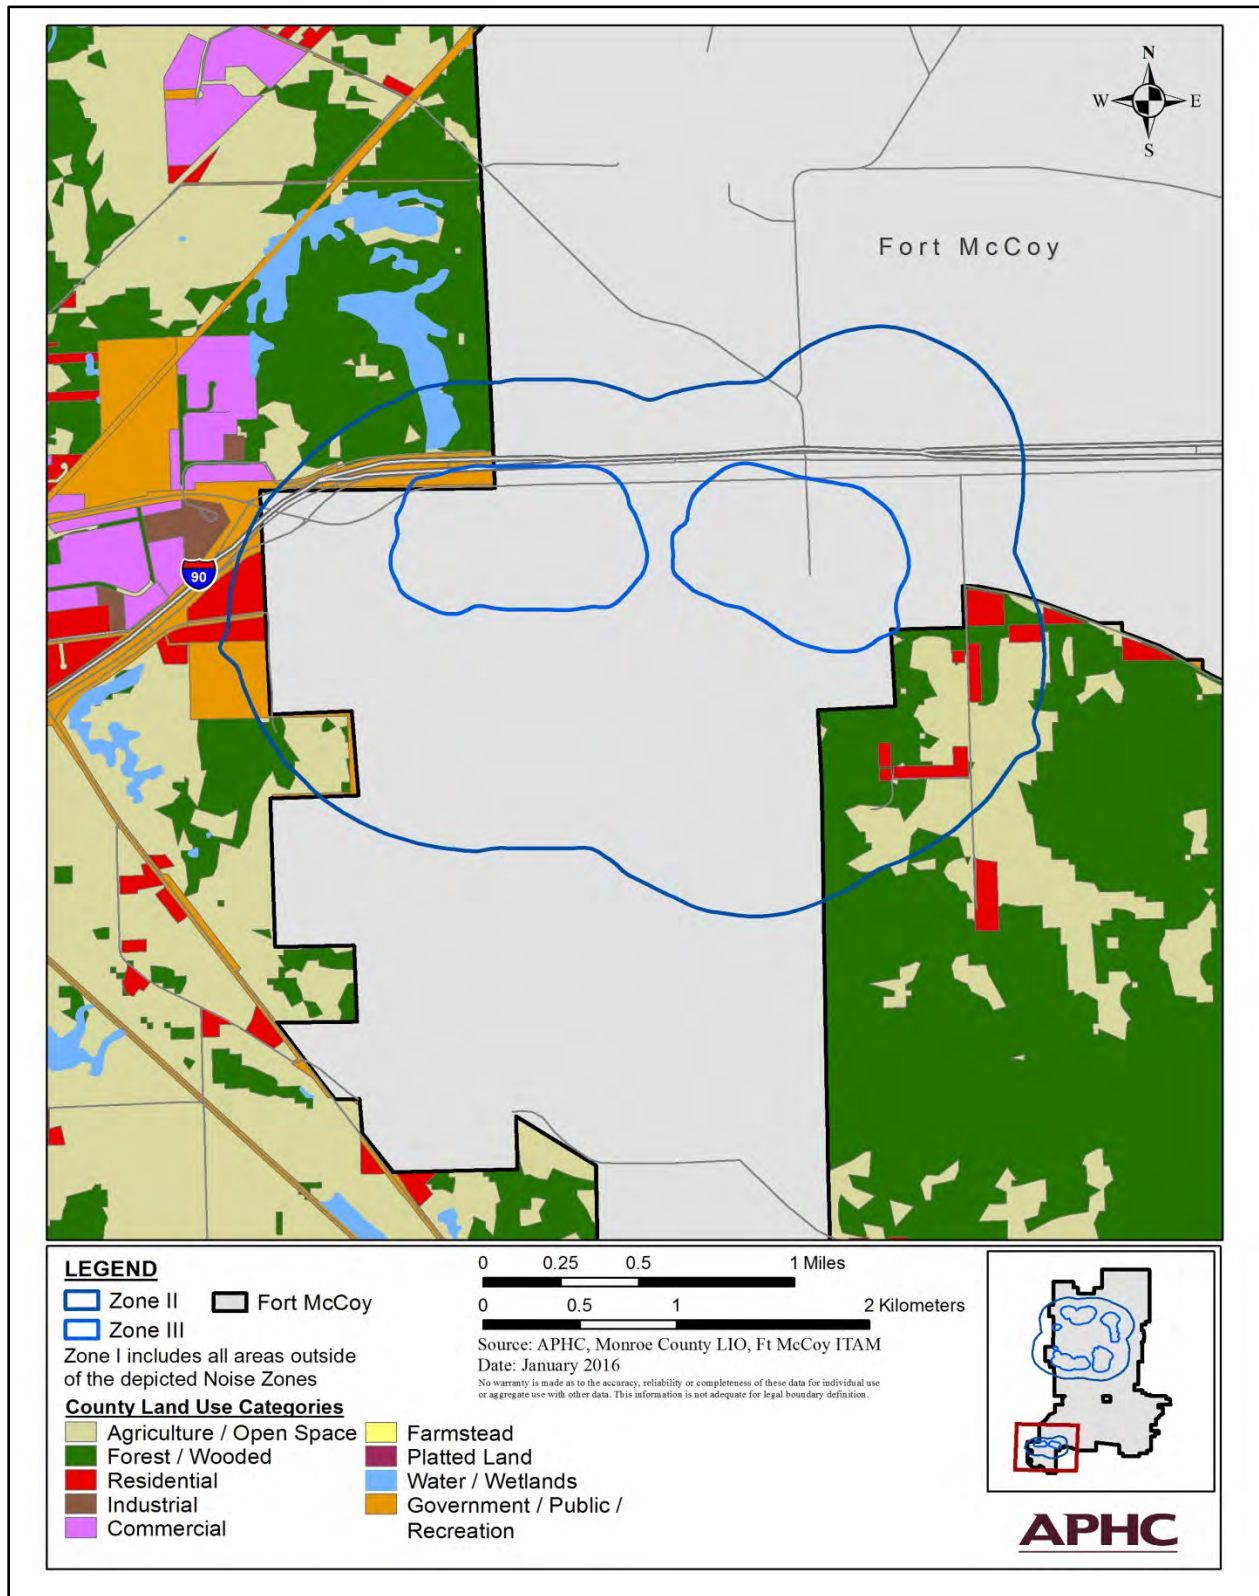 N
W E
S
Fort McCoy
90
LEGEND
Zone II
Fort McCoy
Zone III
Zone I includes all areas outside
of the depicted Noise Zones
County Land Use Categories
Agriculture / Open Space
Forest / Wooded
Residential
Industrial
Commercial
Farmstead
Platted Land
Water / Wetlands
Government / Public /
Recreation
0 0.25 0.5 1 Miles
0 0.5 1 2 Kilometers
Source: APHC, Monroe County LIO, Ft McCoy ITAM
Date: January 2016
No warranty is made as to the accuracy, reliability or completeness of these data for individual use
or aggregate use with other data. This information is not adequate for legal boundary definition.
APHC